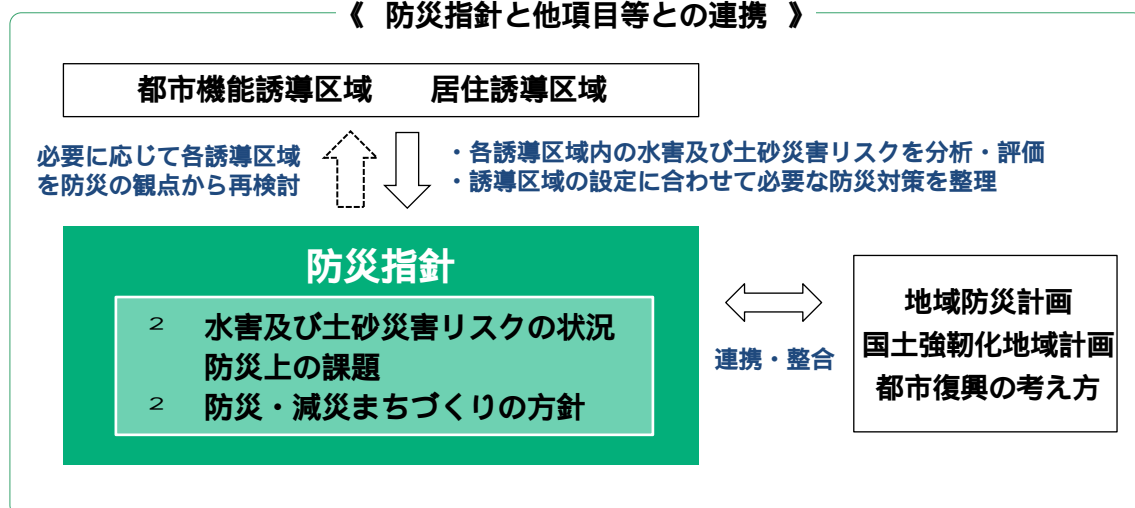 《 防災指針と他項目等との連携 》
都市機能誘導区域　居住誘導区域
必要に応じて各誘導区域
を防災の観点から再検討
・各誘導区域内の水害及び土砂災害リスクを分析・評価
・誘導区域の設定に合わせて必要な防災対策を整理
防災指針
2 水害及び土砂災害リスクの状況
防災上の課題
2 防災・減災まちづくりの方針
連携・整合
地域防災計画
国土強靭化地域計画
都市復興の考え方